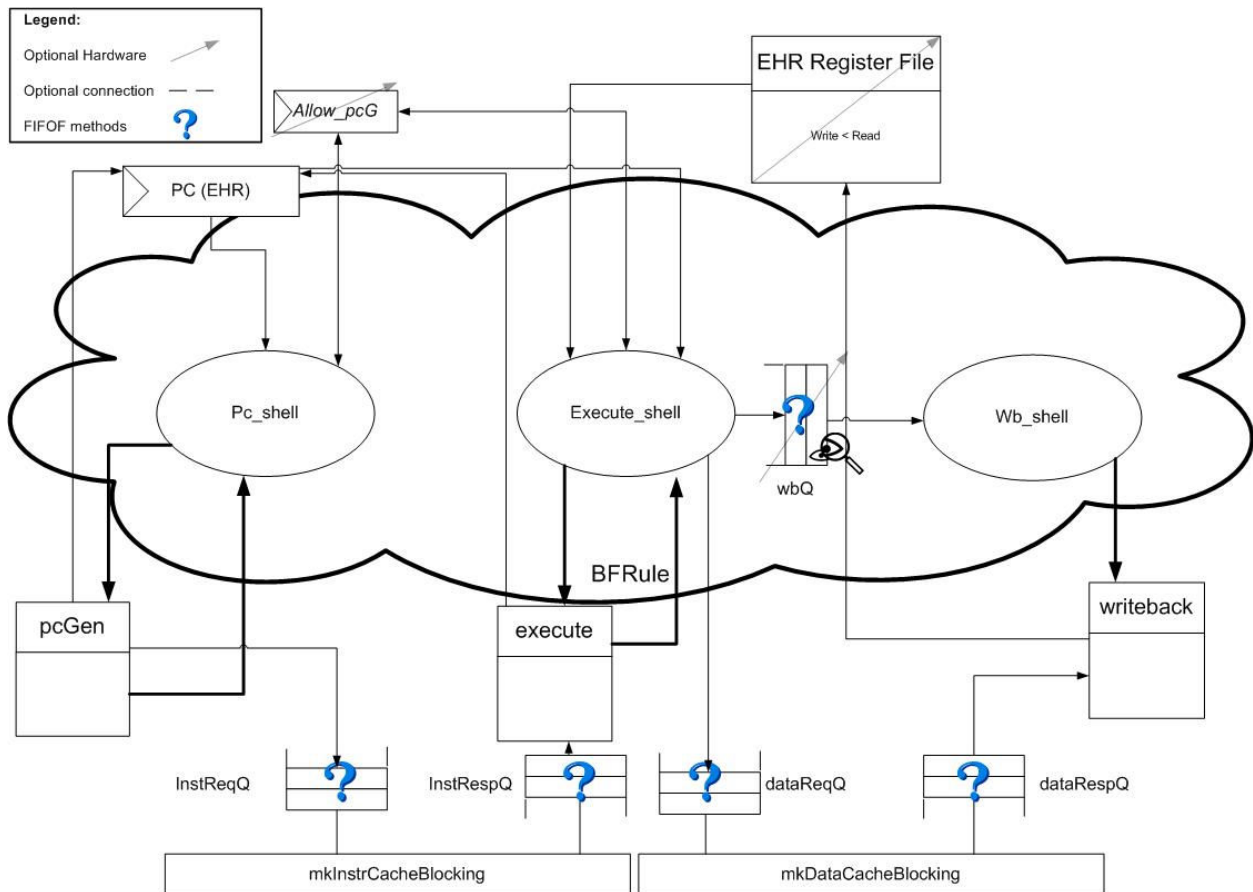 Legend:
Optional Hardware
Optional connection
FIFOF methods
?
EHR Register File
Write < Read
Allow_pcG
PC (EHR)
Pc_shell
Execute_shell
?
Wb_shell
wbQ
BFRule
pcGen
execute
writeback
InstReqQ
?
InstRespQ
?
?
dataReqQ
?
dataRespQ
mkInstrCacheBlocking
mkDataCacheBlocking